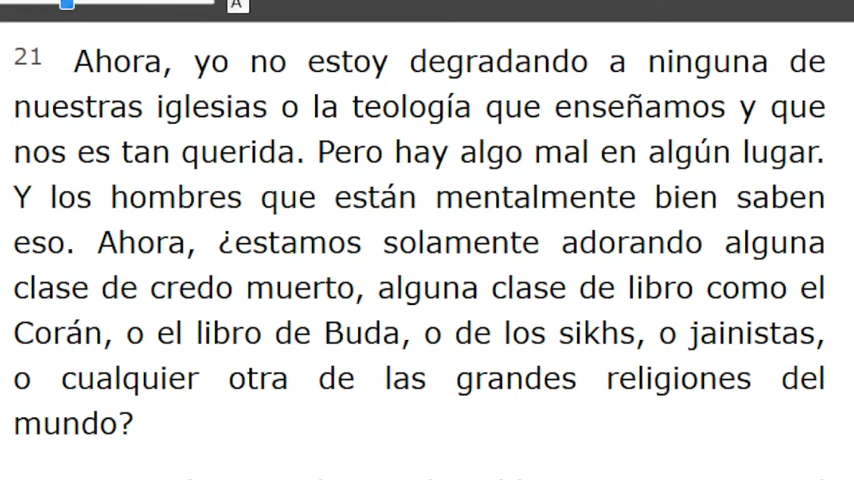 A
21 Ahora, yo no estoy degradando a ninguna de
nuestras iglesias o la teología que enseñamos y que
nos es tan querida. Pero hay algo mal en algún lugar.
Y los hombres que están mentalmente bien saben
eso. Ahora, ¿estamos solamente adorando alguna
clase de credo muerto, alguna clase de libro como el
Corán, o el libro de Buda, o de los sikhs, o jainistas,
o cualquier otra de las grandes religiones del
mundo?